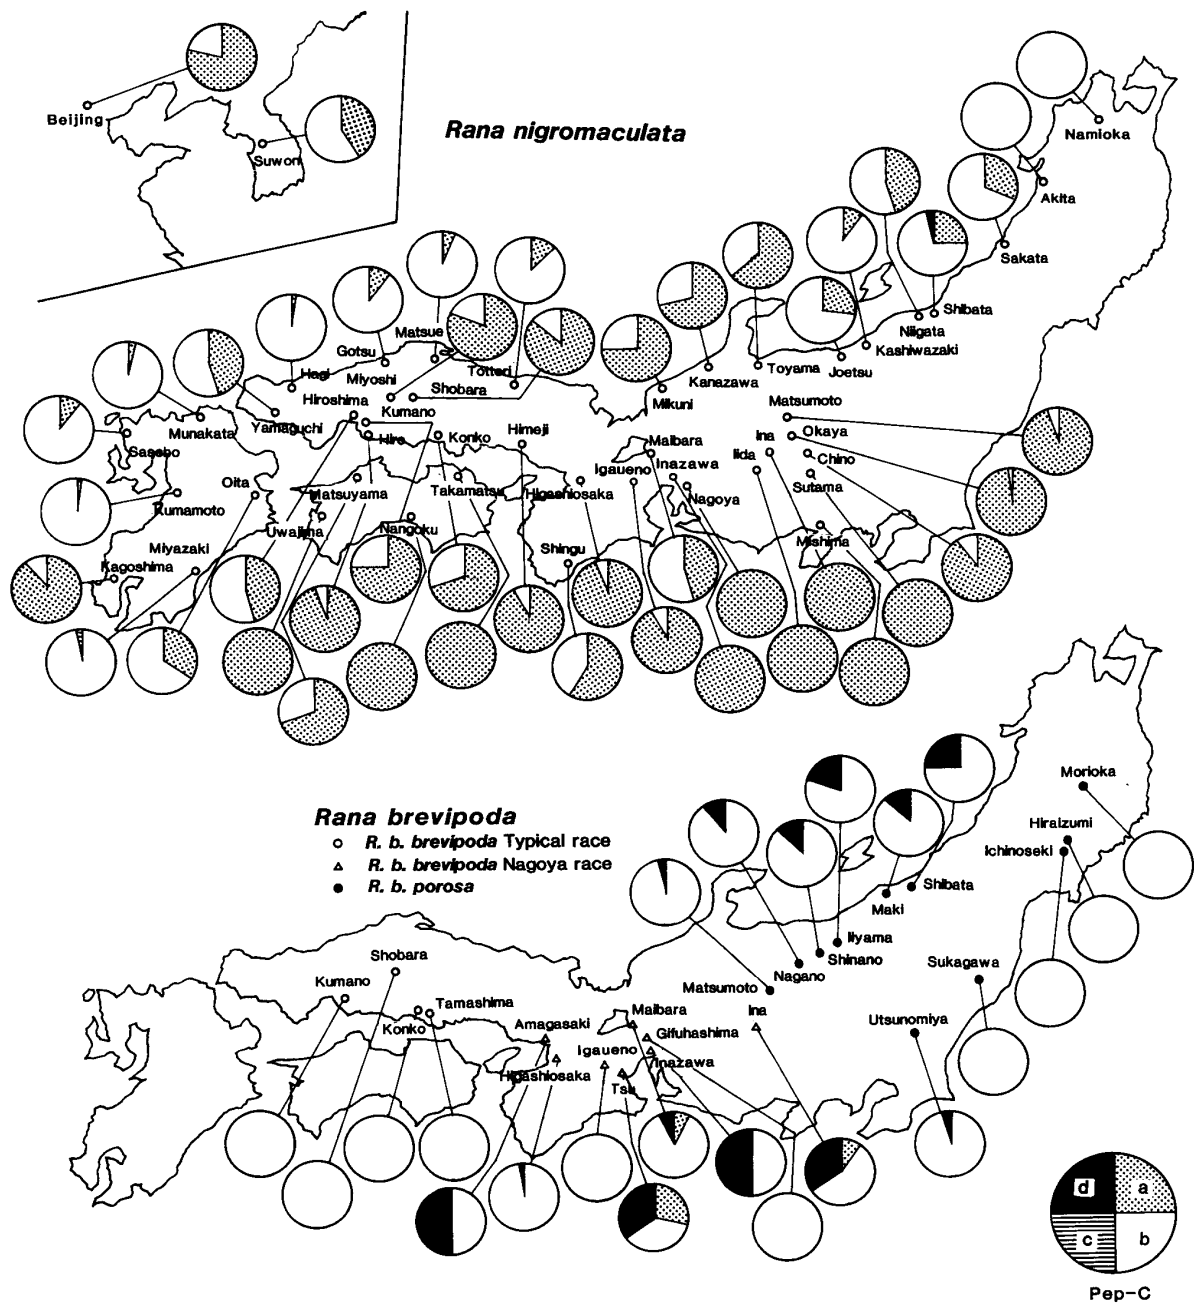 Beijing
Suwon
Rana nigromaculata
Namioka
Akita
Sakata
Shibata
Niigata
Kashiwazaki
Joetsu
Toyama
Kanazawa
Mikuni
Matsue
Gotsu
Tottori
Hagi
Miyoshi
Shobara
Hiroshima
Kumano
Munakata
Yamaguchi
Hiro
Konko
Himeji
Matsumoto
Maibara
Ina
Okaya
Sasebo
Igaueno
Inazawa
Iida
Chino
Oita
Matsuyama
Takamatsu
Higashiosaka
Nagoya
Sutama
Kumamoto
Uwajima
Nangoku
Mishima
Miyazaki
Shingu
Kagoshima
Rana brevipoda
R. b. brevipoda Typical race
R. b. brevipoda Nagoya race
R. b. porosa
Morioka
Hiraizumi
Ichinoseki
Shibata
Maki
Iiyama
Shinano
Nagano
Sukagawa
Matsumoto
Shobara
Kumano
Tamashima
Konko
Amagasaki
Maibara
Ina
Gifuhashima
Utsunomiya
Igaueno
Inazawa
Higashiosaka
Tsu
d a
c b
Pep-C